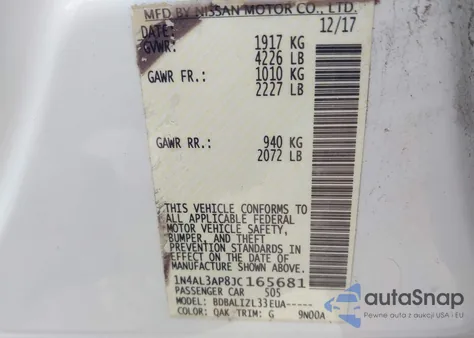 MFD BY NISSAN MOTOR CO., LTD.
DATE: 12/17
GVWR: 1917 KG
4226 LB
GAWR FR.: 1010 KG
2227 LB
GAWR RR.: 940 KG
2072 LB
THIS VEHICLE CONFORMS TO
ALL APPLICABLE FEDERAL
MOTOR VEHICLE SAFETY,
BUMPER, AND THEFT
PREVENTION STANDARDS IN
EFFECT ON THE DATE OF
MANUFACTURE SHOWN ABOVE.
1N4AL3AP8JC165681
PASSENGER CAR SOS
MODEL: BDBALIZL33EUA-----
COLOR: QAK TRIM: G 9N00A
autoSnap
Pewne auto z aukcji USA i EU